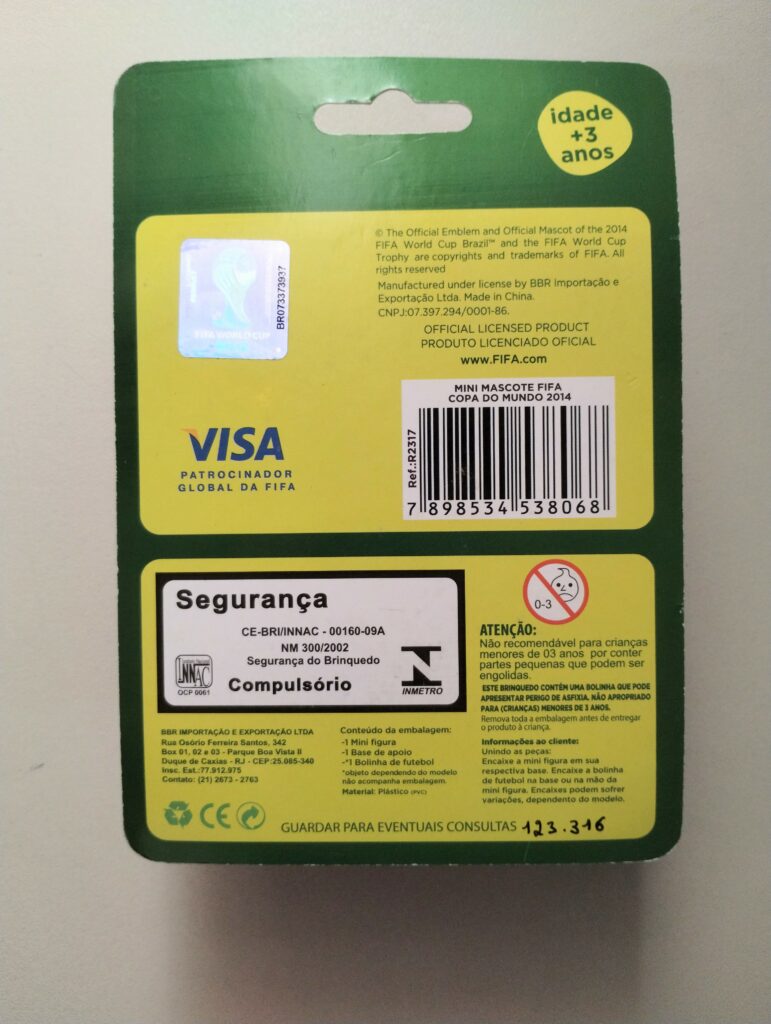 idade
+3
anos
© The Official Emblem and Official Mascot of the 2014
FIFA World Cup Brazil™ and the FIFA World Cup
Trophy are copyrights and trademarks of FIFA. All
rights reserved
Manufactured under license by BBR Importação e
Exportação Ltda. Made in China.
CNPJ:07.397.294/0001-86.
OFFICIAL LICENSED PRODUCT
PRODUTO LICENCIADO OFICIAL
www.FIFA.com
FIFA WORLD CUP
BR073373937
VISA
PATROCINADOR
GLOBAL DA FIFA
MINI MASCOTE FIFA
COPA DO MUNDO 2014
Ref.:R2317
7 898534 538068
Segurança
CE-BRI/INNAC - 00160-09A
NM 300/2002
Segurança do Brinquedo
Compulsório
INNAC
OCP 0061
INMETRO
0-3
ATENÇÃO:
Não recomendável para crianças
menores de 03 anos por conter
partes pequenas que podem ser
engolidas.
ESTE BRINQUEDO CONTÉM UMA BOLINHA QUE PODE
APRESENTAR PERIGO DE ASFIXIA. NÃO APROPRIADO
PARA (CRIANÇAS) MENORES DE 3 ANOS.
Remova toda a embalagem antes de entregar
o produto à criança.
BBR IMPORTAÇÃO E EXPORTAÇÃO LTDA
Rua Osório Ferreira Santos, 342
Box 01, 02 e 03 - Parque Boa Vista II
Duque de Caxias - RJ - CEP:25.085-340
Insc. Est.:77.912.975
Contato: (21) 2673 - 2763
Conteúdo da embalagem:
-1 Mini figura
-1 Base de apoio
-*1 Bolinha de futebol
*objeto dependendo do modelo
não acompanha embalagem.
Material: Plástico (PVC)
Informações ao cliente:
Unindo as peças:
Encaixe a mini figura em sua
respectiva base. Encaixe a bolinha
de futebol na base ou na mão da
mini figura. Encaixes podem sofrer
variações, dependento do modelo.
CE
GUARDAR PARA EVENTUAIS CONSULTAS 123.316